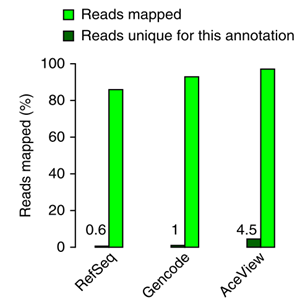 Reads mapped
Reads unique for this annotation
Reads mapped (%)
100
80
60
40
20
0
0.6
1
4.5
RefSeq
Gencode
AceView